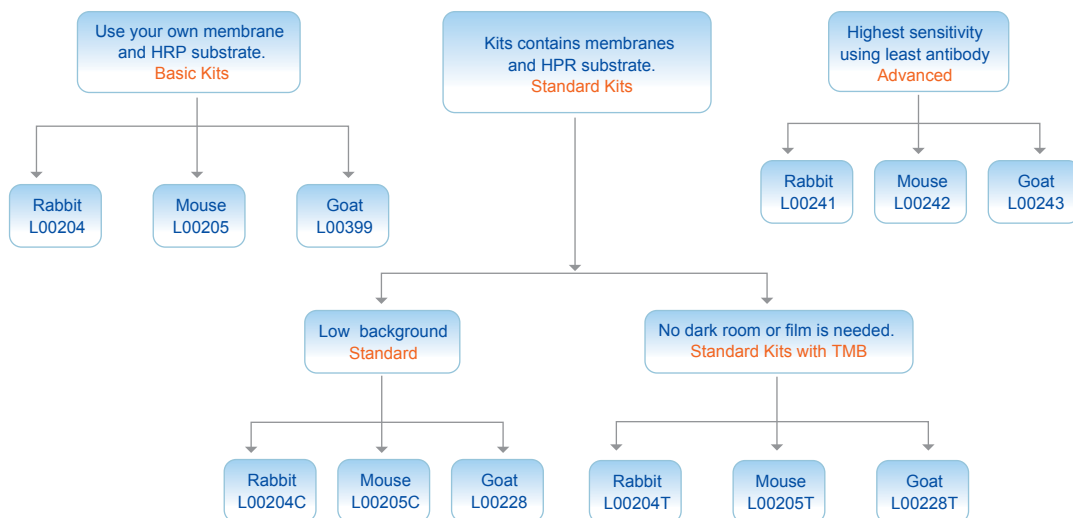 Use your own membrane
and HRP substrate.
Basic Kits
Kits contains membranes
and HPR substrate.
Standard Kits
Highest sensitivity
using least antibody
Advanced
Rabbit
L00204
Mouse
L00205
Goat
L00399
Rabbit
L00241
Mouse
L00242
Goat
L00243
Low background
Standard
No dark room or film is needed.
Standard Kits with TMB
Rabbit
L00204C
Mouse
L00205C
Goat
L00228
Rabbit
L00204T
Mouse
L00205T
Goat
L00228T